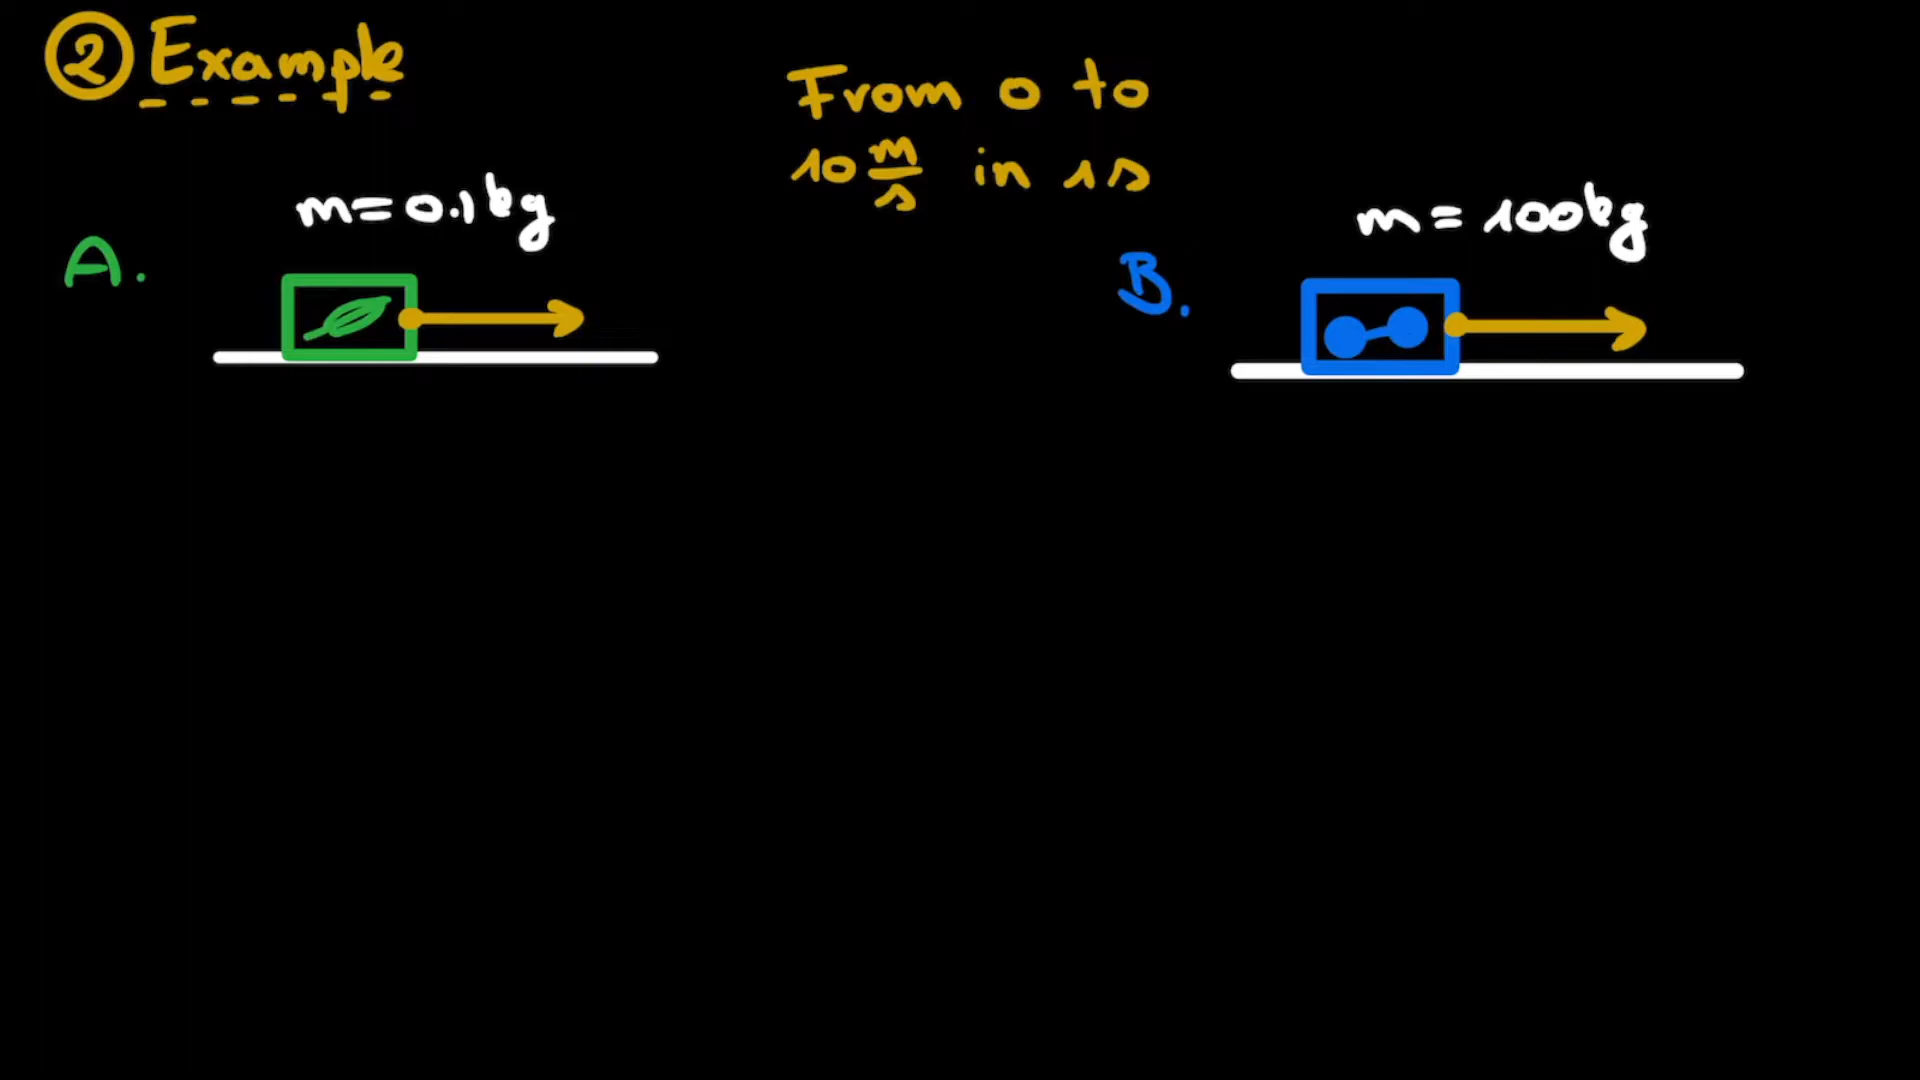 ② Example
From 0 to
10 m/s in 1s
m=0.1kg
m=100kg
A.
B.